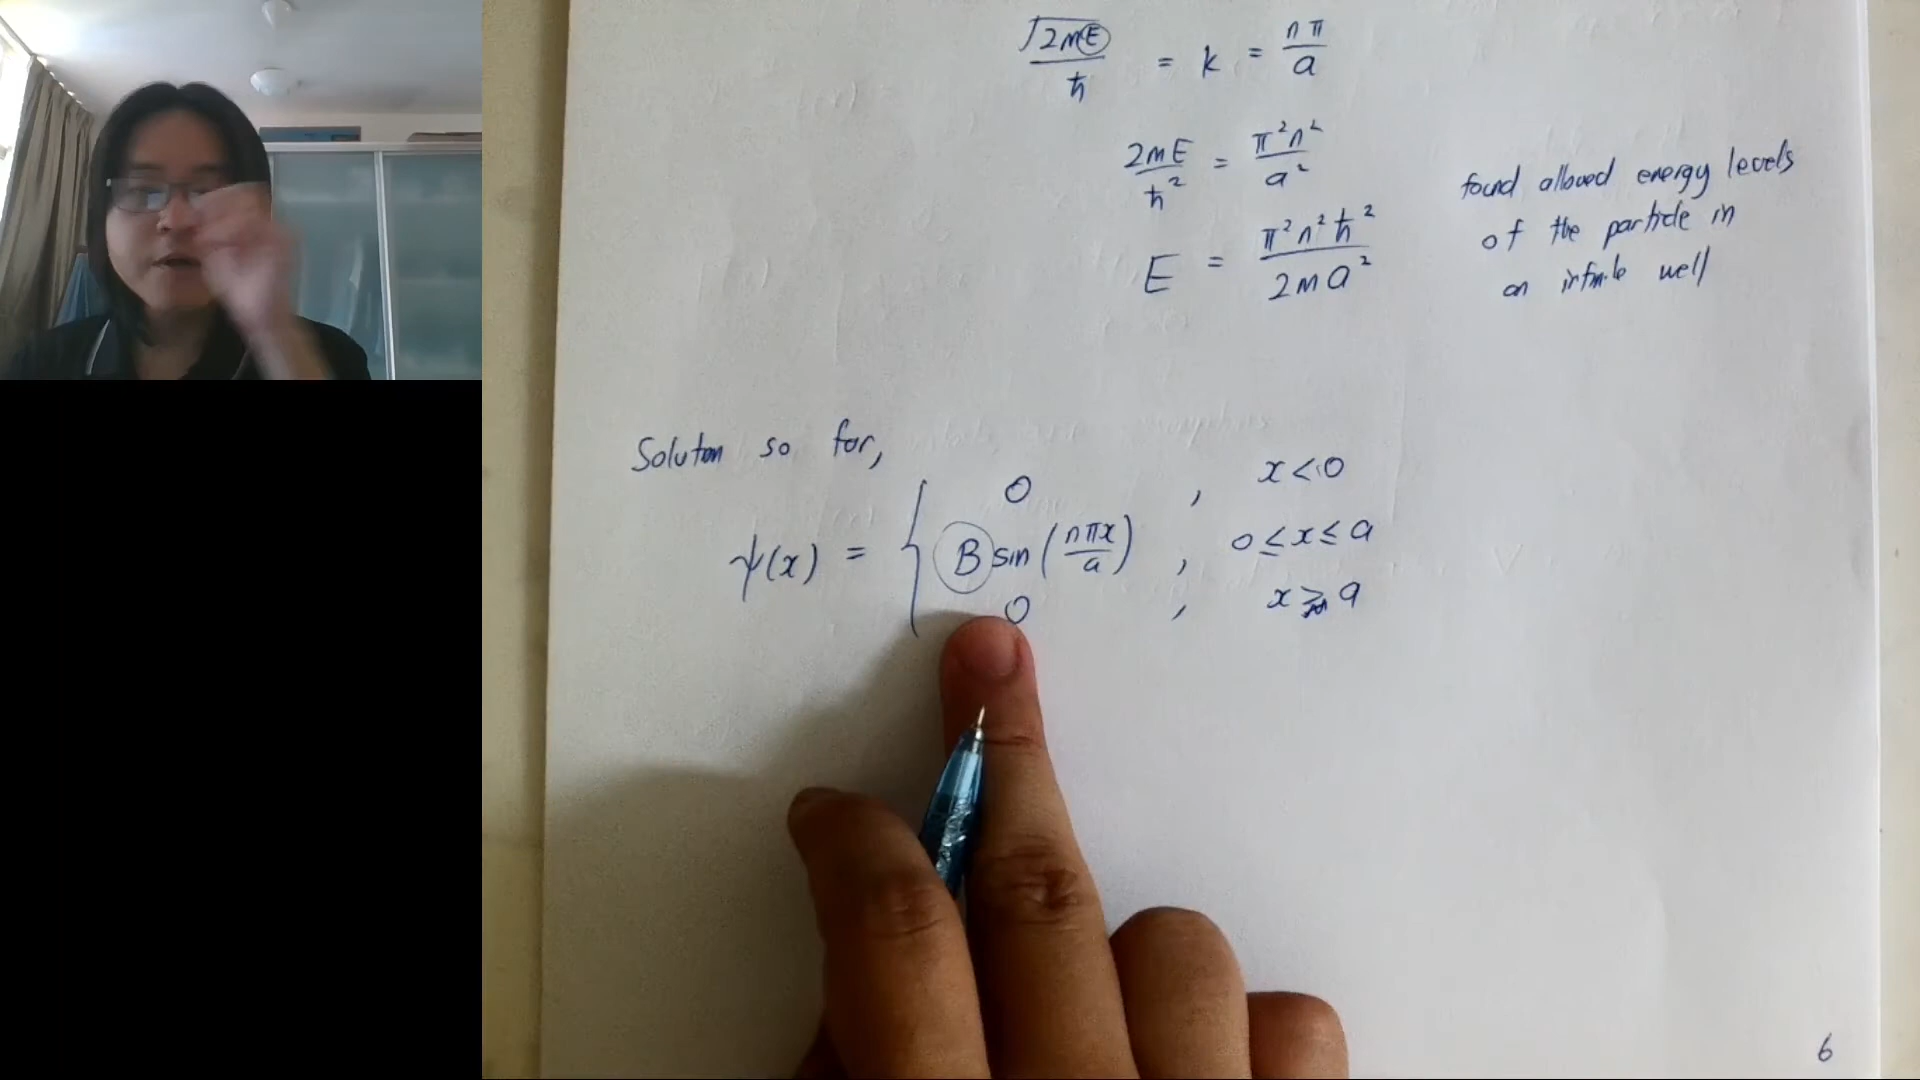 √(2mE)/ħ = k = nπ/a
2mE/ħ² = π²n²/a²
E = π²n²ħ²/2ma²
found allowed energy levels
of the particle in
an infinite well
Soluton so far,
ψ(x) = { 0 , x<0
B sin(nπx/a) , 0≤x≤a
0 , x>a
6